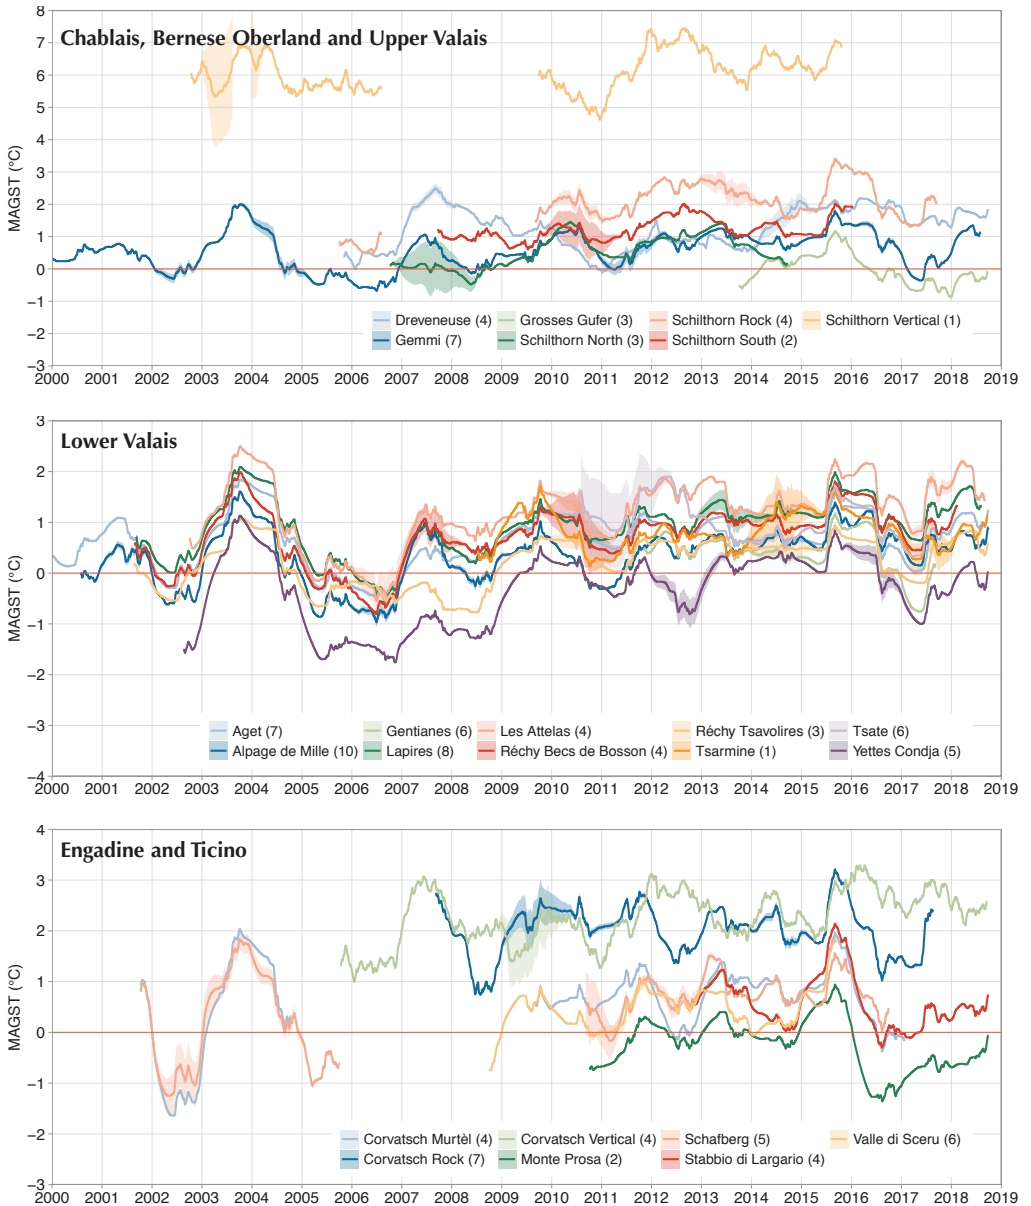 Chablais, Bernese Oberland and Upper Valais
MAGST (°C)
8
7
6
5
4
3
2
1
0
−1
−2
−3
Dreveneuse (4) Grosses Gufer (3) Schilthorn Rock (4) Schilthorn Vertical (1)
Gemmi (7) Schilthorn North (3) Schilthorn South (2)
2000 2001 2002 2003 2004 2005 2006 2007 2008 2009 2010 2011 2012 2013 2014 2015 2016 2017 2018 2019
Lower Valais
MAGST (°C)
3
2
1
0
−1
−2
−3
−4
Aget (7) Gentianes (6) Les Attelas (4) Réchy Tsavolires (3) Tsate (6)
Alpage de Mille (10) Lapires (8) Réchy Becs de Bosson (4) Tsarmine (1) Yettes Condja (5)
2000 2001 2002 2003 2004 2005 2006 2007 2008 2009 2010 2011 2012 2013 2014 2015 2016 2017 2018 2019
Engadine and Ticino
MAGST (°C)
4
3
2
1
0
−1
−2
−3
Corvatsch Murtèl (4) Corvatsch Vertical (4) Schafberg (5) Valle di Sceru (6)
Corvatsch Rock (7) Monte Prosa (2) Stabbio di Largario (4)
2000 2001 2002 2003 2004 2005 2006 2007 2008 2009 2010 2011 2012 2013 2014 2015 2016 2017 2018 2019